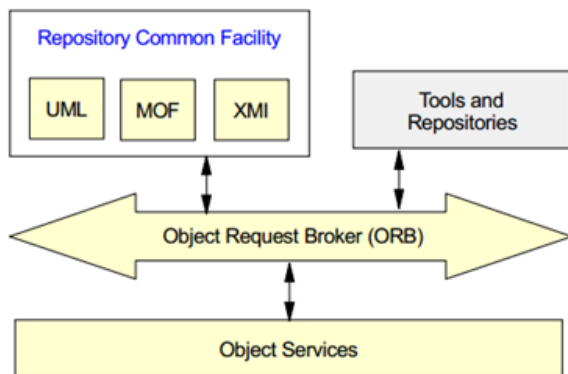 Repository Common Facility
UML
MOF
XMI
Tools and
Repositories
Object Request Broker (ORB)
Object Services